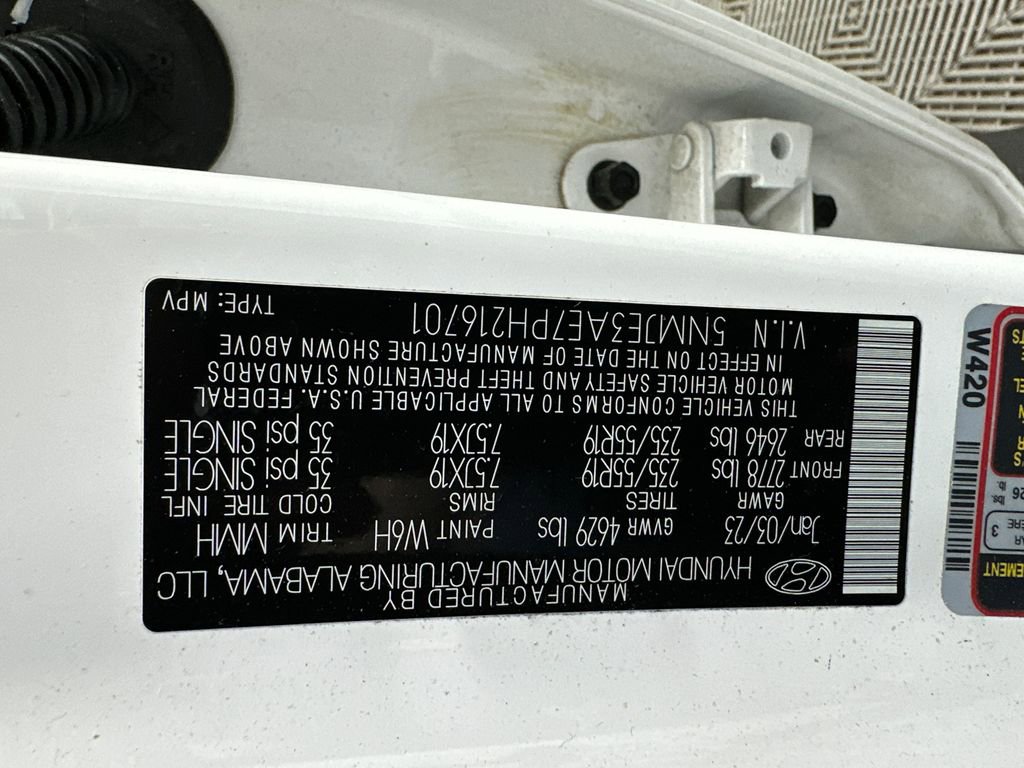 MANUFACTURED BY
HYUNDAI MOTOR MANUFACTURING ALABAMA, LLC
Jan/03/23 GVWR 4629 lbs PAINT W6H TRIM MMH
GAWR TIRES RIMS COLD TIRE INFL
FRONT 2778 lbs 235/55R19 7.5JX19 35 psi SINGLE
REAR 2646 lbs 235/55R19 7.5JX19 35 psi SINGLE
THIS VEHICLE CONFORMS TO ALL APPLICABLE U.S.A. FEDERAL
MOTOR VEHICLE SAFETY AND THEFT PREVENTION STANDARDS
IN EFFECT ON THE DATE OF MANUFACTURE SHOWN ABOVE
V.I.N 5NMJE3AE7PH216701 TYPE: MPV
W420